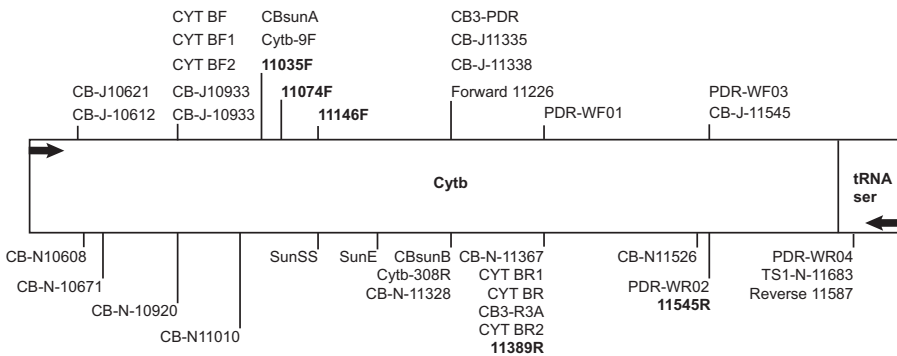 CYT BF CBsunA CB3-PDR
CYT BF1 Cytb-9F CB-J11335
CYT BF2 11035F CB-J-11338
CB-J10621 CB-J10933 11074F Forward 11226 PDR-WF03
CB-J-10612 CB-J-10933 11146F PDR-WF01 CB-J-11545
Cytb
tRNA
ser
CB-N10608 SunSS SunE CBsunB CB-N-11367 CB-N11526 PDR-WR04
CB-N-10671 Cytb-308R CYT BR1 PDR-WR02 TS1-N-11683
CB-N-10920 CB-N-11328 CYT BR 11545R Reverse 11587
CB3-R3A
CB-N11010 CYT BR2
11389R